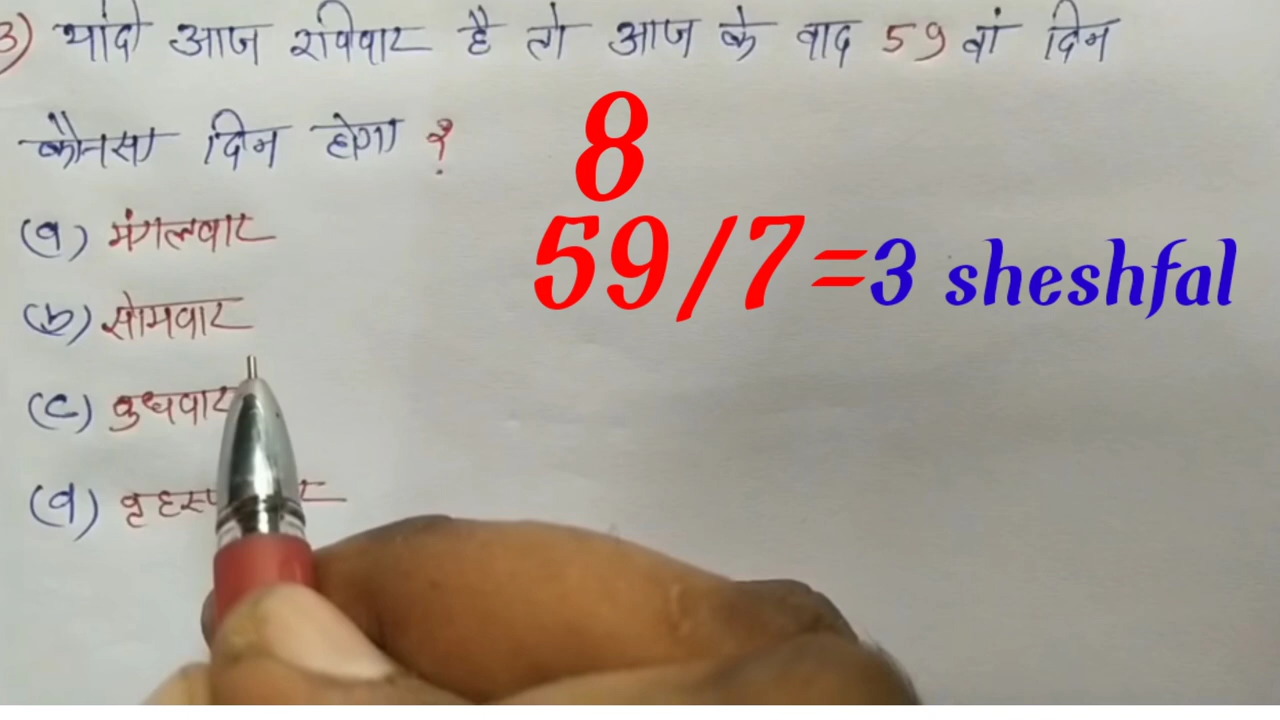 3) यदि आज रविवार है तो आज के बाद 59 वां दिन
कौनसा दिन होगा ?
8
59/7=3 sheshfal
(a) मंगलवार
(b) सोमवार
(c) बुधवार
(d)